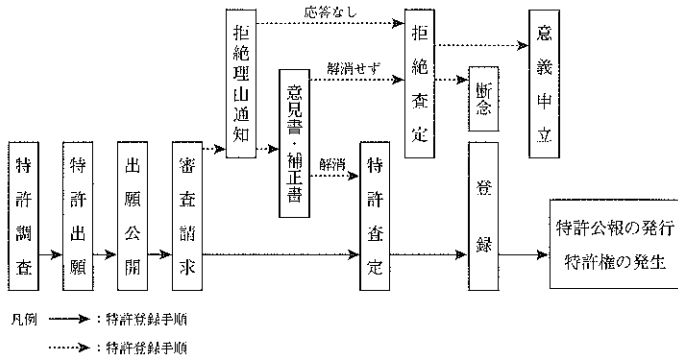 特許調査
特許出願
出願公開
審査請求
拒絶理由通知
意見書・補正書
応答なし
解消せず
解消
拒絶査定
特許査定
断念
登録
意義申立
特許公報の発行
特許権の発生
凡例 :特許登録手順
:特許登録手順